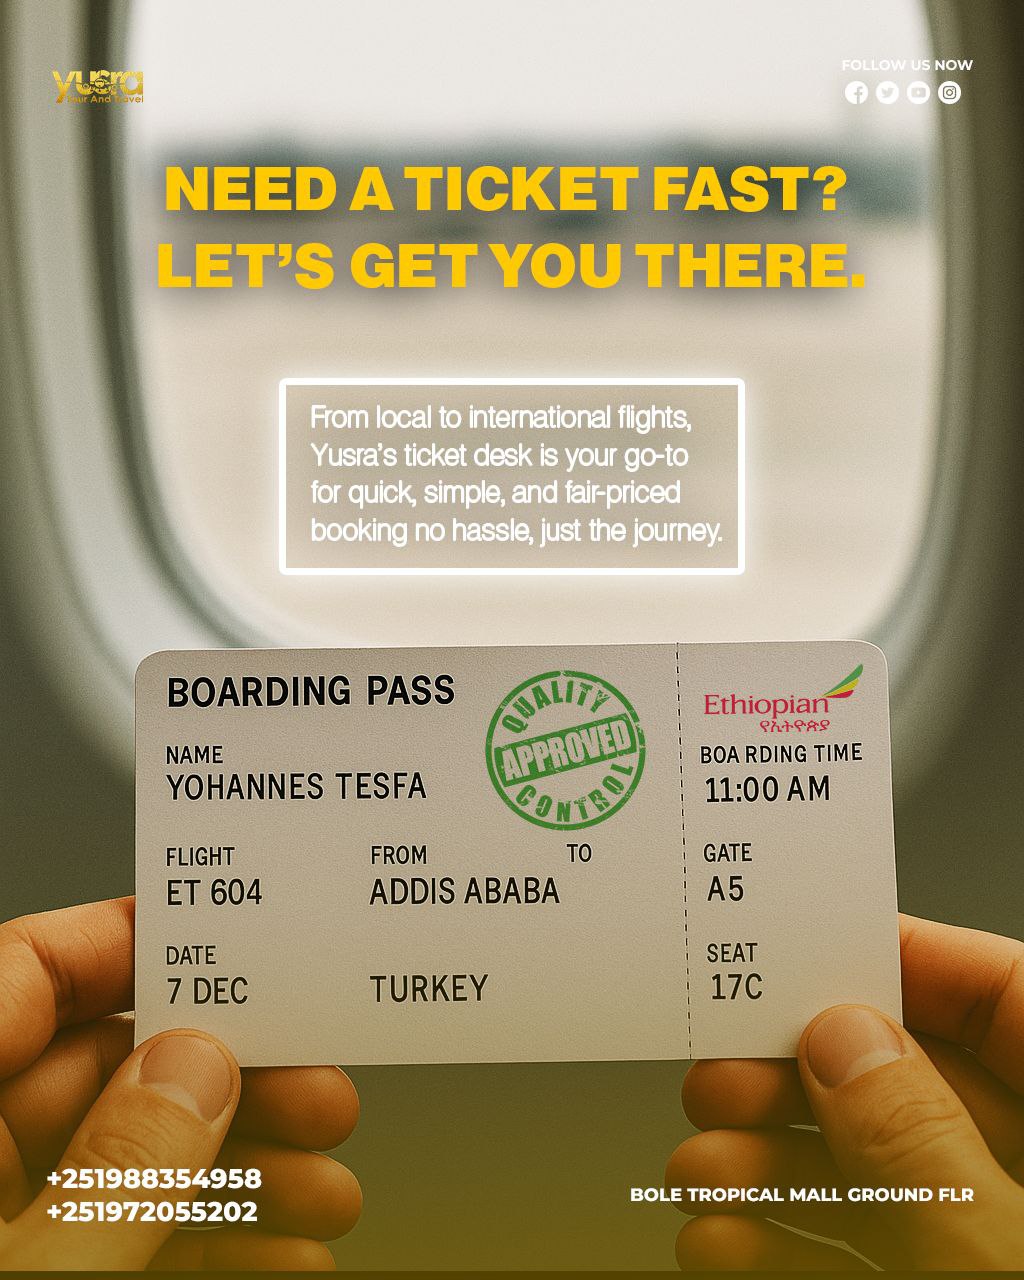 yusra
Tour And Travel
FOLLOW US NOW
NEED A TICKET FAST?
LET'S GET YOU THERE.
From local to international flights,
Yusra's ticket desk is your go-to
for quick, simple, and fair-priced
booking no hassle, just the journey.
BOARDING PASS
QUALITY
APPROVED
CONTROL
NAME
YOHANNES TESFA
FLIGHT
ET 604
FROM
ADDIS ABABA
TO
DATE
7 DEC
TURKEY
Ethiopian
የኢትዮጵያ
BOA RDING TIME
11:00 AM
GATE
A5
SEAT
17C
+251988354958
+251972055202
BOLE TROPICAL MALL GROUND FLR